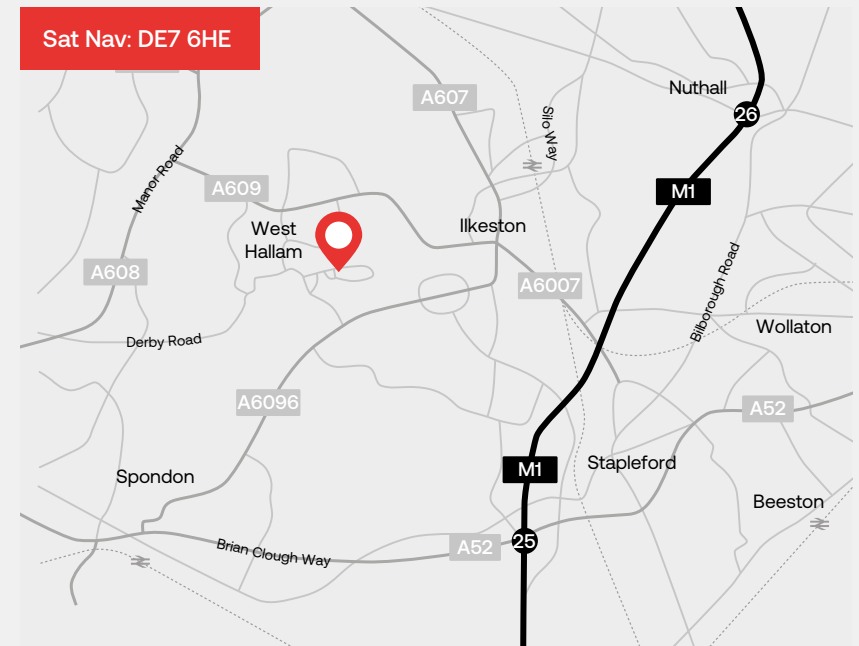 Sat Nav: DE7 6HE
Nuthall
A607
26
Silo Way
Manor Road
A609
M1
West
Hallam
Ilkeston
A608
A6007
Bilborough Road
Wollaton
Derby Road
A6096
A52
M1
Stapleford
Spondon
Beeston
Brian Clough Way
A52
25